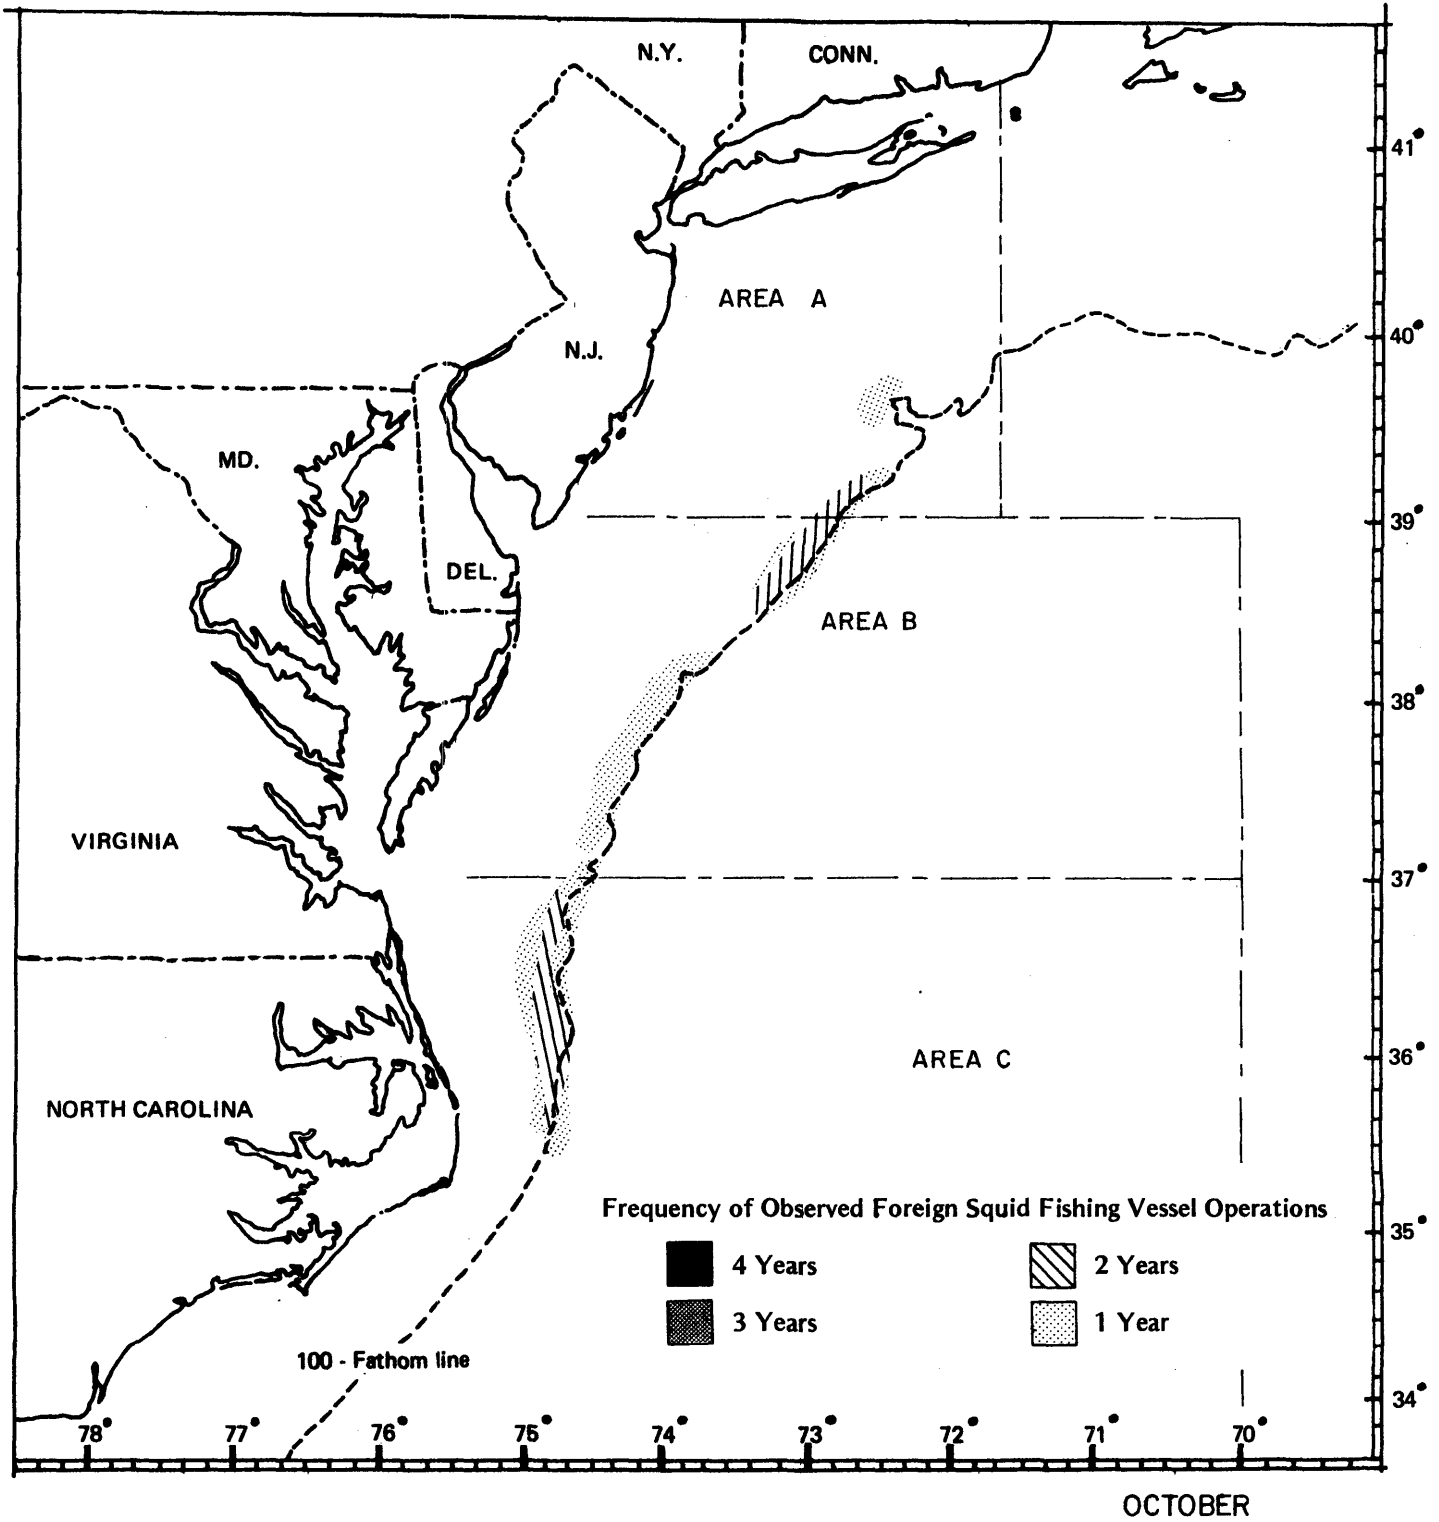 N.Y.
CONN.
41°
AREA A
40°
N.J.
MD.
39°
DEL.
AREA B
38°
VIRGINIA
37°
AREA C
36°
NORTH CAROLINA
Frequency of Observed Foreign Squid Fishing Vessel Operations
35°
4 Years
2 Years
3 Years
1 Year
100 - Fathom line
34°
78° 77° 76° 75° 74° 73° 72° 71° 70°
OCTOBER